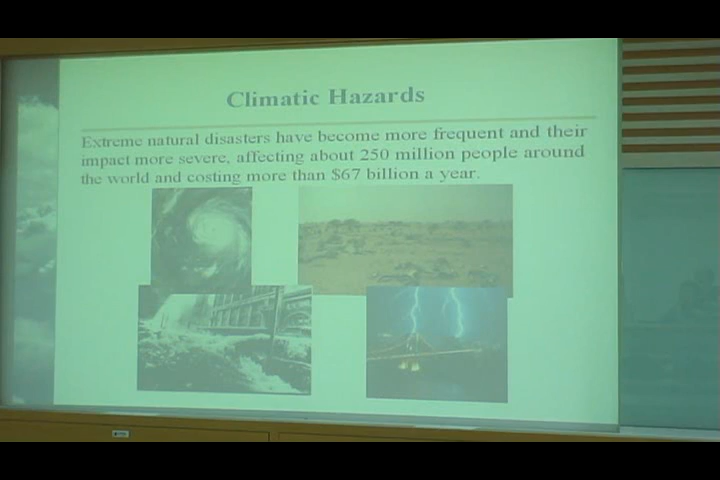 Climatic Hazards
Extreme natural disasters have become more frequent and their
impact more severe, affecting about 250 million people around
the world and costing more than $67 billion a year.